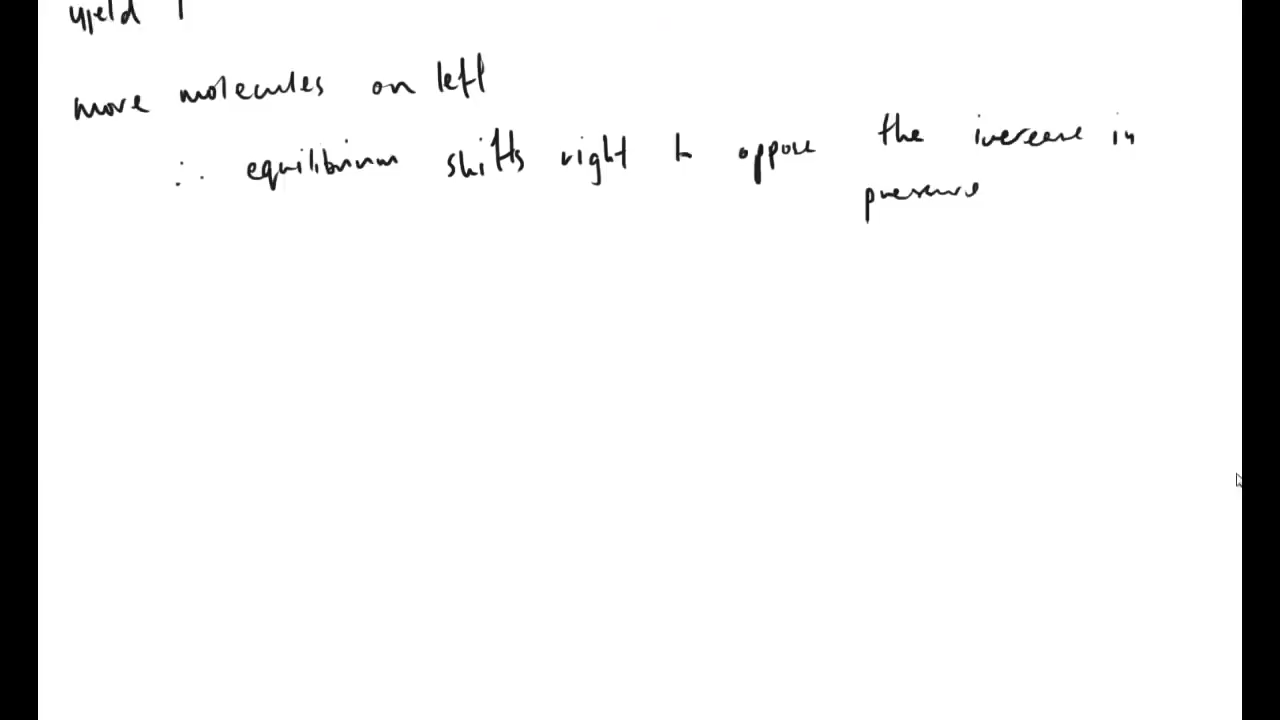 yield ↑
more molecules on left
∴ equilibrium shifts right to oppose the increase in
pressure